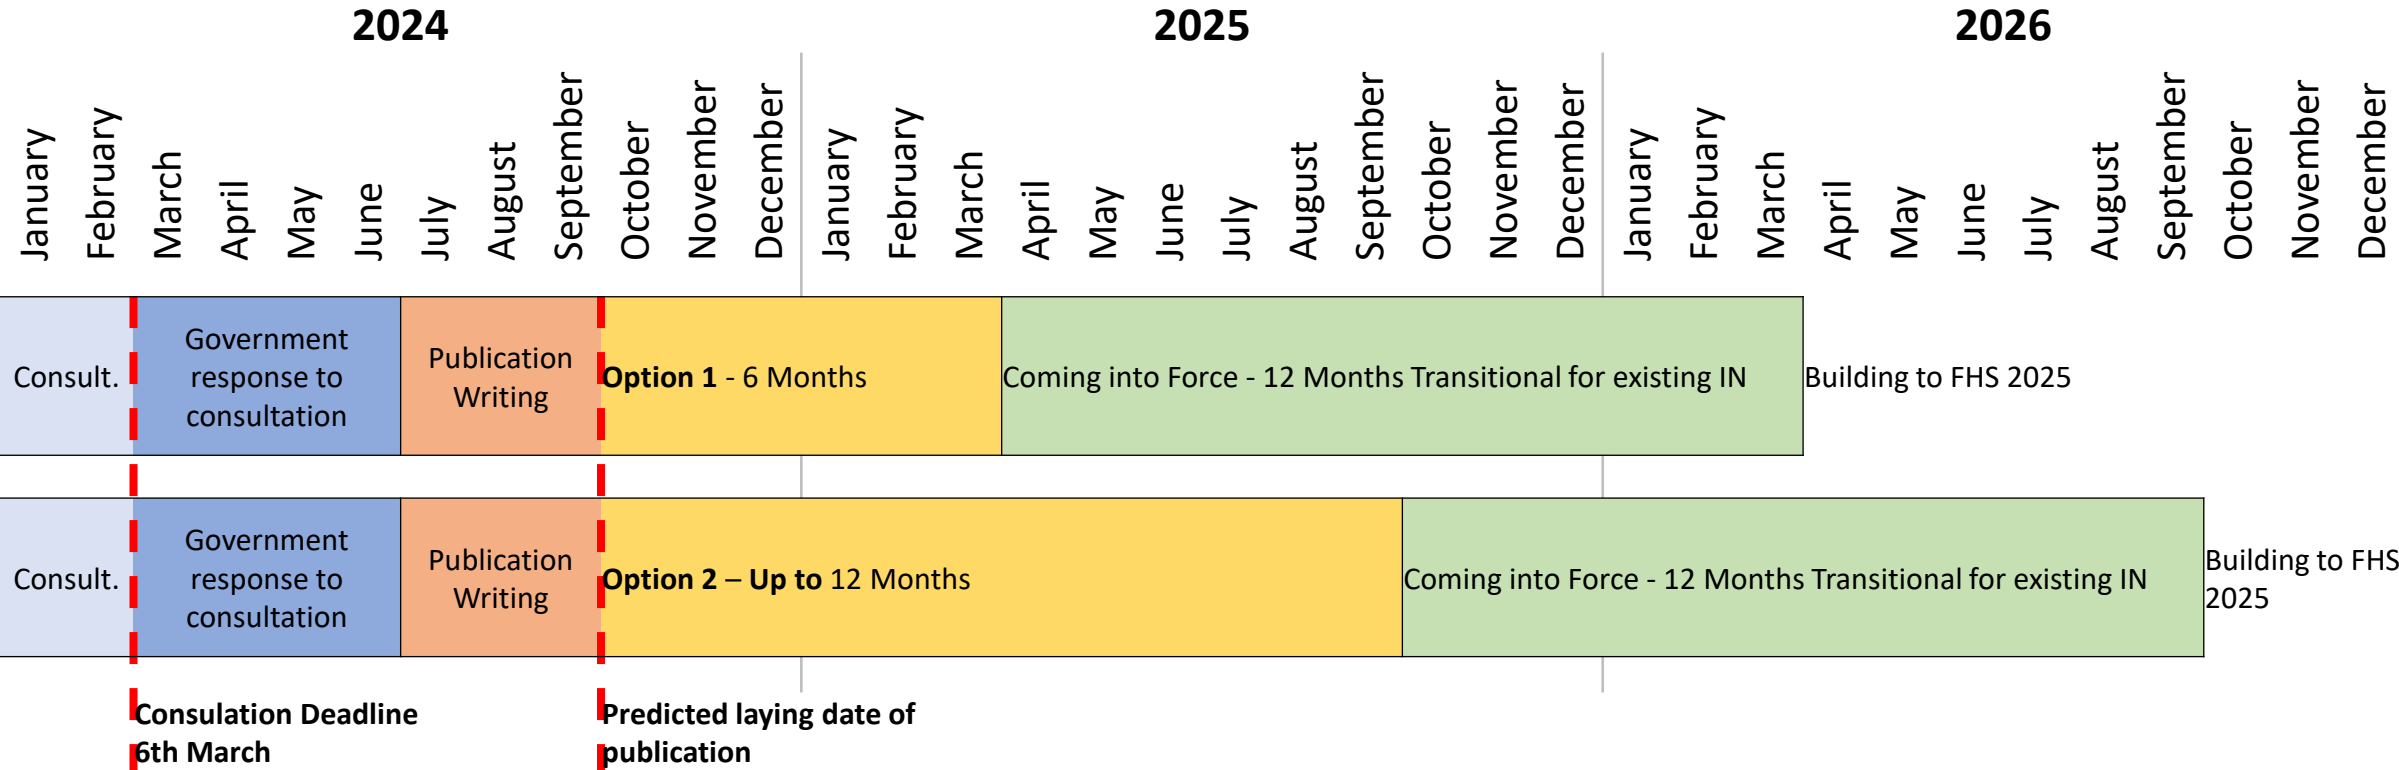 2024
2025
2026
January
February
March
April
May
June
July
August
September
October
November
December
January
February
March
April
May
June
July
August
September
October
November
December
January
February
March
April
May
June
July
August
September
October
November
December
Consult.
Government
response to
consultation
Publication
Writing
Option 1 - 6 Months
Coming into Force - 12 Months Transitional for existing IN
Building to FHS 2025
Consult.
Government
response to
consultation
Publication
Writing
Option 2 – Up to 12 Months
Coming into Force - 12 Months Transitional for existing IN
Building to FHS
2025
Consulation Deadline
6th March
Predicted laying date of
publication